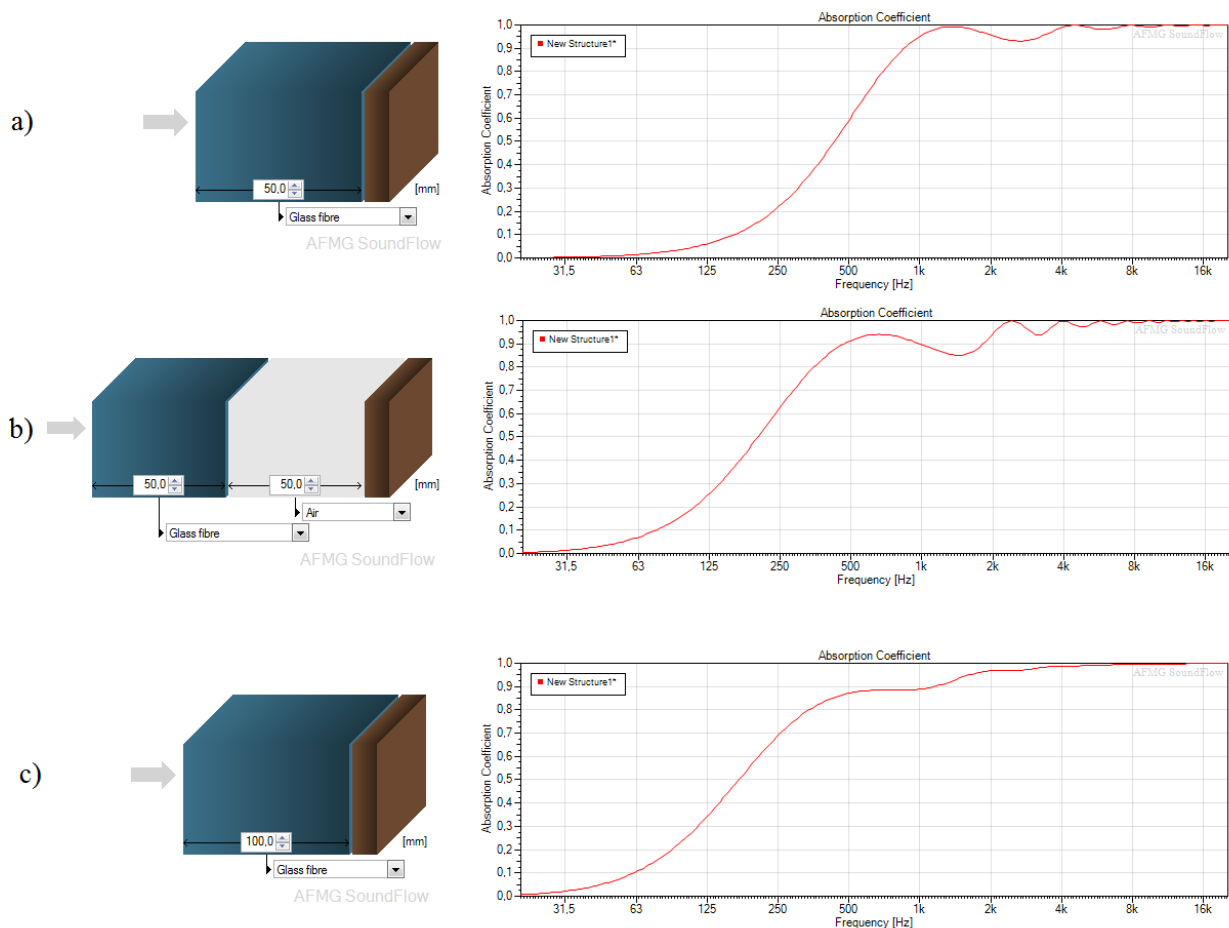 a)
50,0
[mm]
Glass fibre
AFMG SoundFlow
Absorption Coefficient
New Structure1*
AFMG SoundFlow
Absorption Coefficient
1,0
0,9
0,8
0,7
0,6
0,5
0,4
0,3
0,2
0,1
0,0
31,5 63 125 250 500 1k 2k 4k 8k 16k
Frequency [Hz]
b)
50,0 50,0
[mm]
Air
Glass fibre
AFMG SoundFlow
Absorption Coefficient
New Structure1*
AFMG SoundFlow
Absorption Coefficient
1,0
0,9
0,8
0,7
0,6
0,5
0,4
0,3
0,2
0,1
0,0
31,5 63 125 250 500 1k 2k 4k 8k 16k
Frequency [Hz]
c)
100,0
[mm]
Glass fibre
AFMG SoundFlow
Absorption Coefficient
New Structure1*
AFMG SoundFlow
Absorption Coefficient
1,0
0,9
0,8
0,7
0,6
0,5
0,4
0,3
0,2
0,1
0,0
31,5 63 125 250 500 1k 2k 4k 8k 16k
Frequency [Hz]